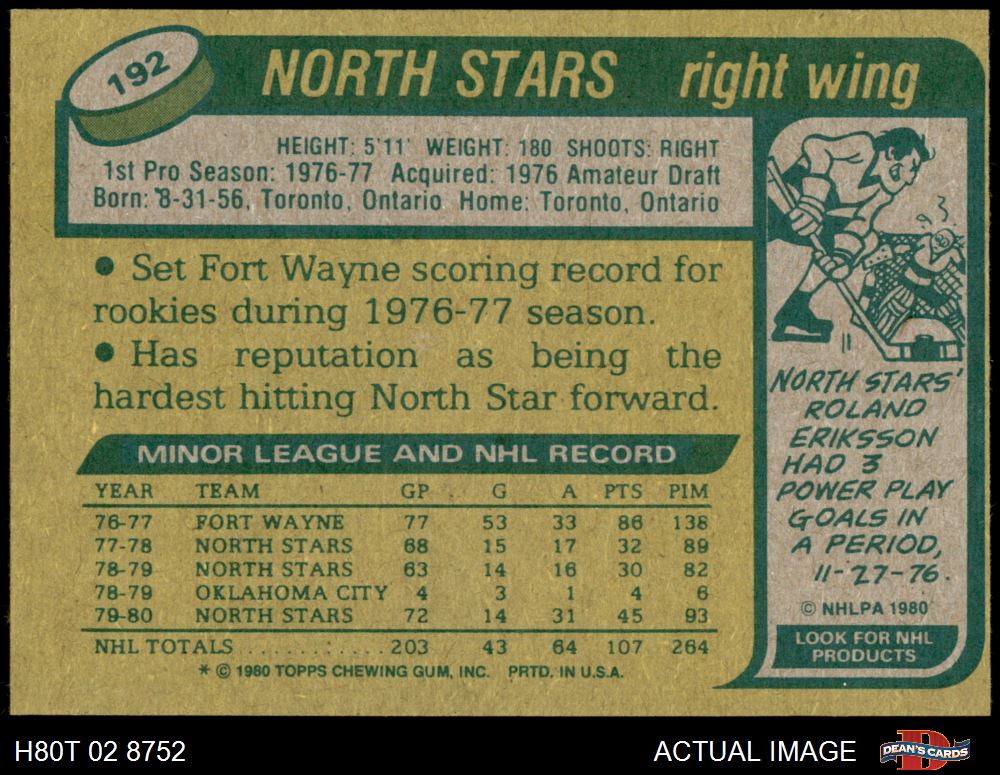 192
NORTH STARS right wing
HEIGHT: 5'11' WEIGHT: 180 SHOOTS: RIGHT
1st Pro Season: 1976-77 Acquired: 1976 Amateur Draft
Born: 8-31-56, Toronto, Ontario Home: Toronto, Ontario
● Set Fort Wayne scoring record for
rookies during 1976-77 season.
● Has reputation as being the
hardest hitting North Star forward.
MINOR LEAGUE AND NHL RECORD
YEAR TEAM GP G A PTS PIM
76-77 FORT WAYNE 77 53 33 86 138
77-78 NORTH STARS 68 15 17 32 89
78-79 NORTH STARS 63 14 16 30 82
78-79 OKLAHOMA CITY 4 3 1 4 6
79-80 NORTH STARS 72 14 31 45 93
NHL TOTALS 203 43 64 107 264
* © 1980 TOPPS CHEWING GUM, INC. PRTD. IN U.S.A.
93
NORTH STARS'
ROLAND
ERIKSSON
HAD 3
POWER PLAY
GOALS IN
A PERIOD,
11-27-76.
© NHLPA 1980
LOOK FOR NHL
PRODUCTS
H80T 02 8752
ACTUAL IMAGE
D
DEAN'S CARDS